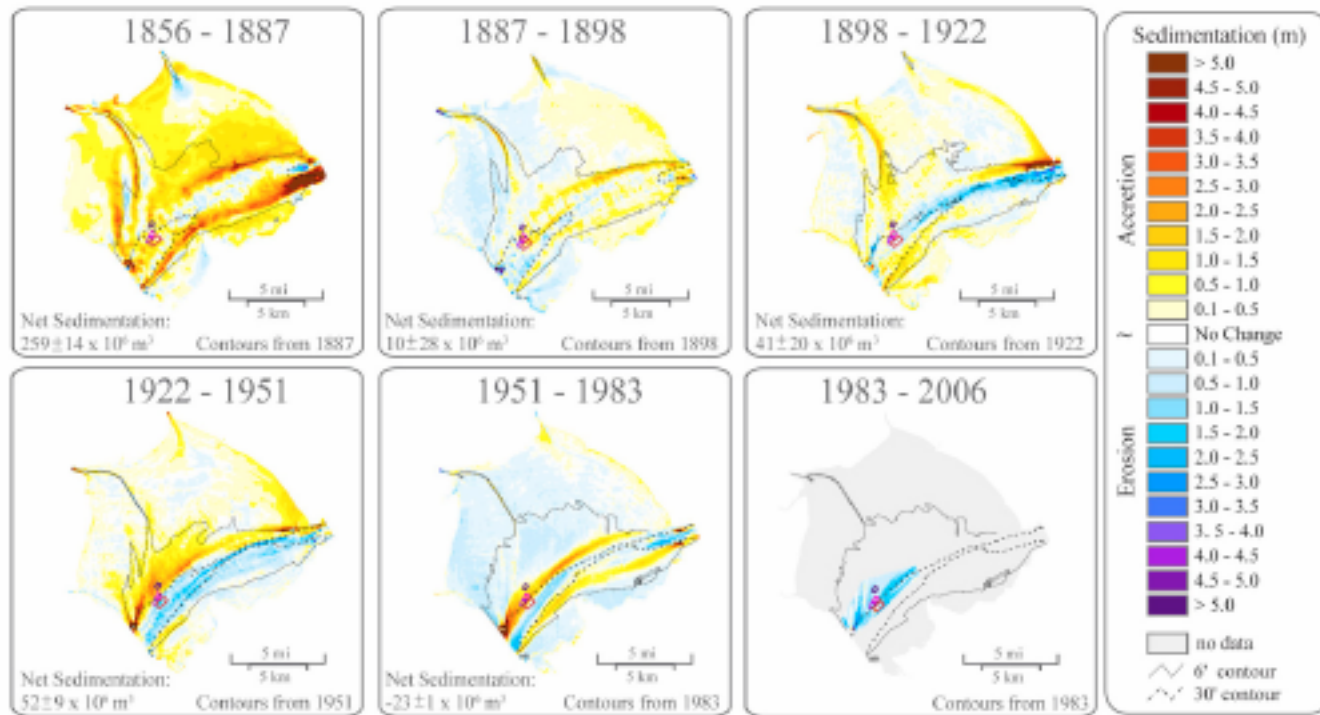 1856 - 1887
Net Sedimentation:
259±14 x 10⁶ m³
5 mi
5 km
Contours from 1887
1887 - 1898
Net Sedimentation:
10±28 x 10⁶ m³
5 mi
5 km
Contours from 1898
1898 - 1922
Net Sedimentation:
41±20 x 10⁶ m³
5 mi
5 km
Contours from 1922
1922 - 1951
Net Sedimentation:
52±9 x 10⁶ m³
5 mi
5 km
Contours from 1951
1951 - 1983
Net Sedimentation:
-23±1 x 10⁶ m³
5 mi
5 km
Contours from 1983
1983 - 2006
5 mi
5 km
Contours from 1983
Sedimentation (m)
Accretion
> 5.0
4.5 - 5.0
4.0 - 4.5
3.5 - 4.0
3.0 - 3.5
2.5 - 3.0
2.0 - 2.5
1.5 - 2.0
1.0 - 1.5
0.5 - 1.0
0.1 - 0.5
~ No Change
Erosion
0.1 - 0.5
0.5 - 1.0
1.0 - 1.5
1.5 - 2.0
2.0 - 2.5
2.5 - 3.0
3.0 - 3.5
3. 5 - 4.0
4.0 - 4.5
4.5 - 5.0
> 5.0
no data
6' contour
30' contour